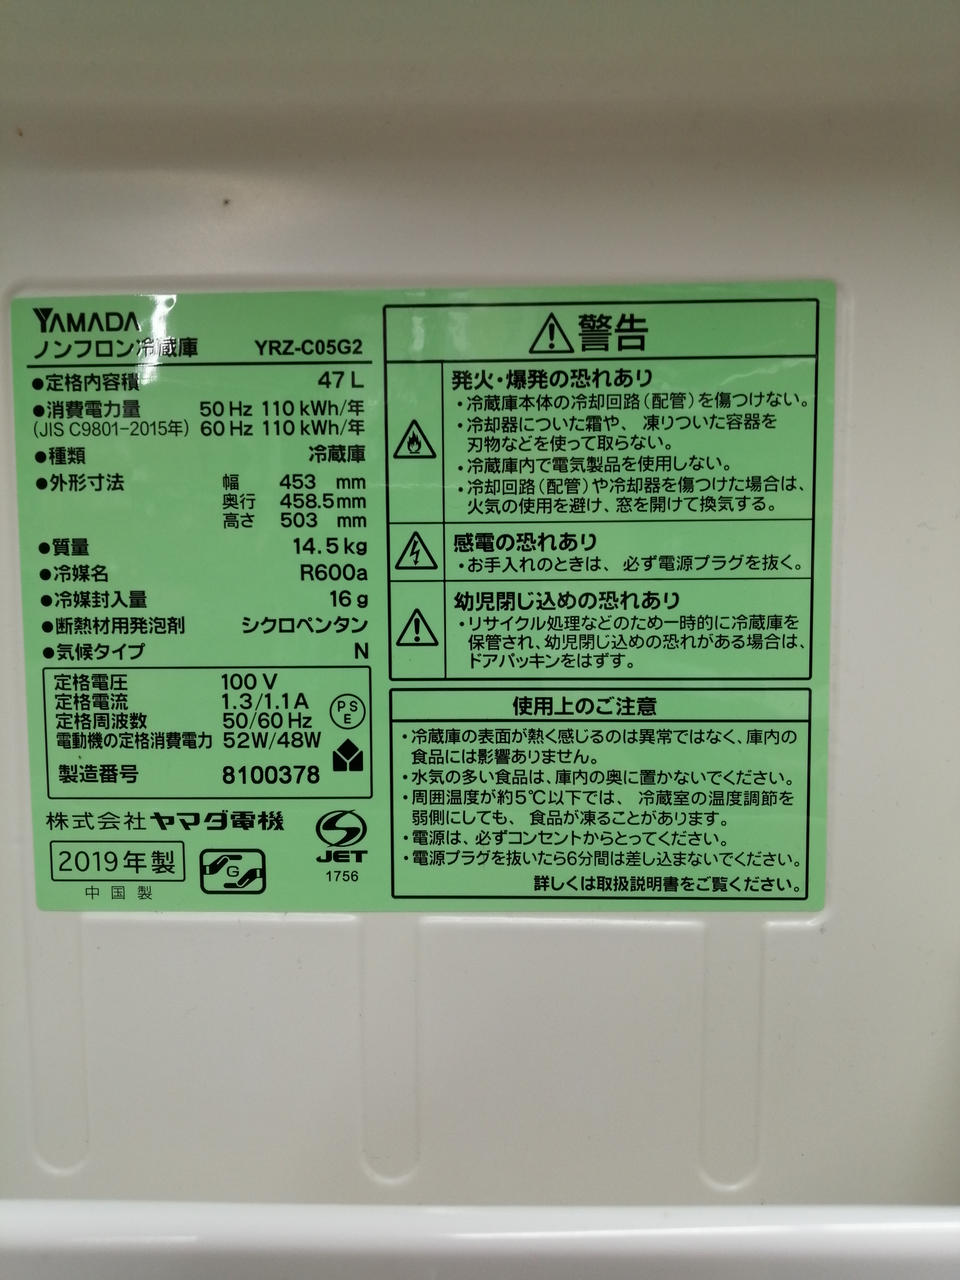 YAMADA
ノンフロン冷蔵庫 YRZ-C05G2
●定格内容積 47 L
●消費電力量 50 Hz 110 kWh/年
(JIS C9801-2015年) 60 Hz 110 kWh/年
●種類 冷蔵庫
●外形寸法 幅 453 mm
奥行 458.5mm
高さ 503 mm
●質量 14.5kg
●冷媒名 R600a
●冷媒封入量 16g
●断熱材用発泡剤 シクロペンタン
●気候タイプ N
定格電圧 100V
定格電流 1.3/1.1A
定格周波数 50/60Hz
電動機の定格消費電力 52W/48W
PS
E
製造番号 8100378
株式会社ヤマダ電機
2019年製
中国製
G
JET
1756
警告
発火・爆発の恐れあり
・冷蔵庫本体の冷却回路(配管)を傷つけない。
・冷却器についた霜や、凍りついた容器を
刃物などを使って取らない。
・冷蔵庫内で電気製品を使用しない。
・冷却回路(配管)や冷却器を傷つけた場合は、
火気の使用を避け、窓を開けて換気する。
感電の恐れあり
・お手入れのときは、必ず電源プラグを抜く。
幼児閉じ込めの恐れあり
・リサイクル処理などのため一時的に冷蔵庫を
保管され、幼児閉じ込めの恐れがある場合は、
ドアパッキンをはずす。
使用上のご注意
・冷蔵庫の表面が熱く感じるのは異常ではなく、庫内の
食品には影響ありません。
・水気の多い食品は、庫内の奥に置かないでください。
・周囲温度が約5℃以下では、冷蔵室の温度調節を
弱側にしても、食品が凍ることがあります。
・電源は、必ずコンセントからとってください。
・電源プラグを抜いたら6分間は差し込まないでください。
詳しくは取扱説明書をご覧ください。